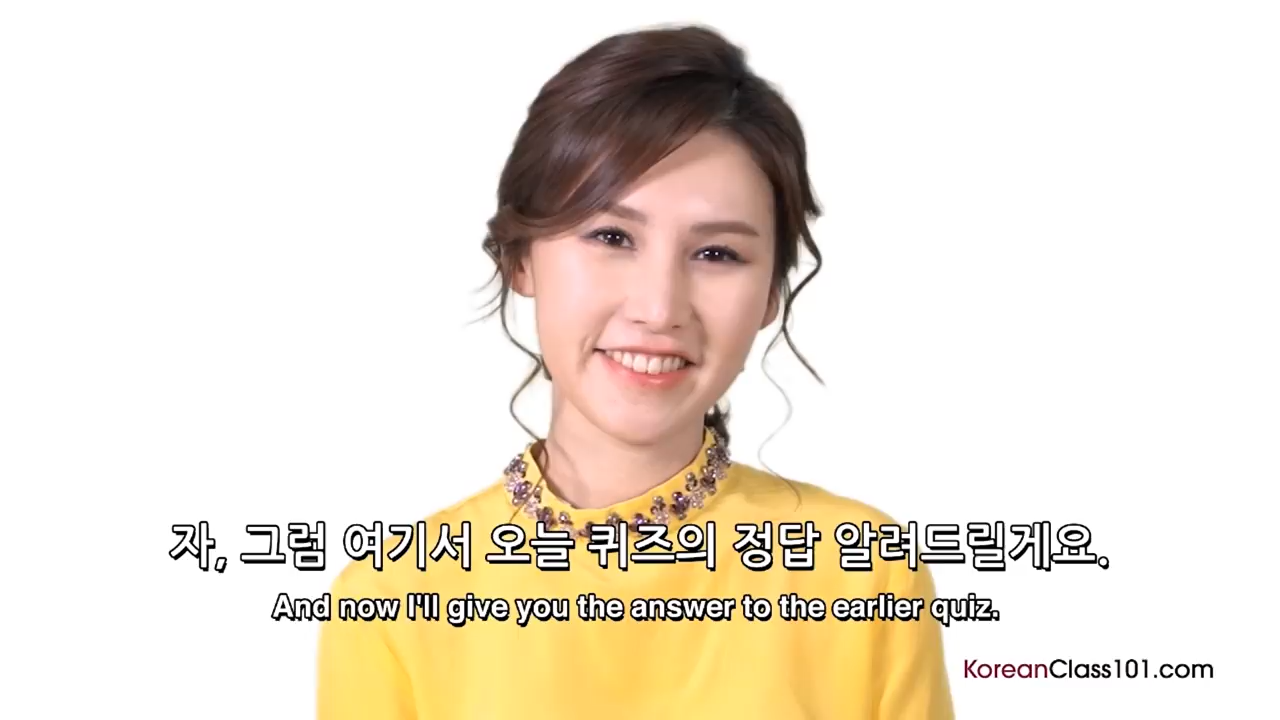 자, 그럼 여기서 오늘 퀴즈의 정답 알려드릴게요.
And now I'll give you the answer to the earlier quiz.
KoreanClass101.com